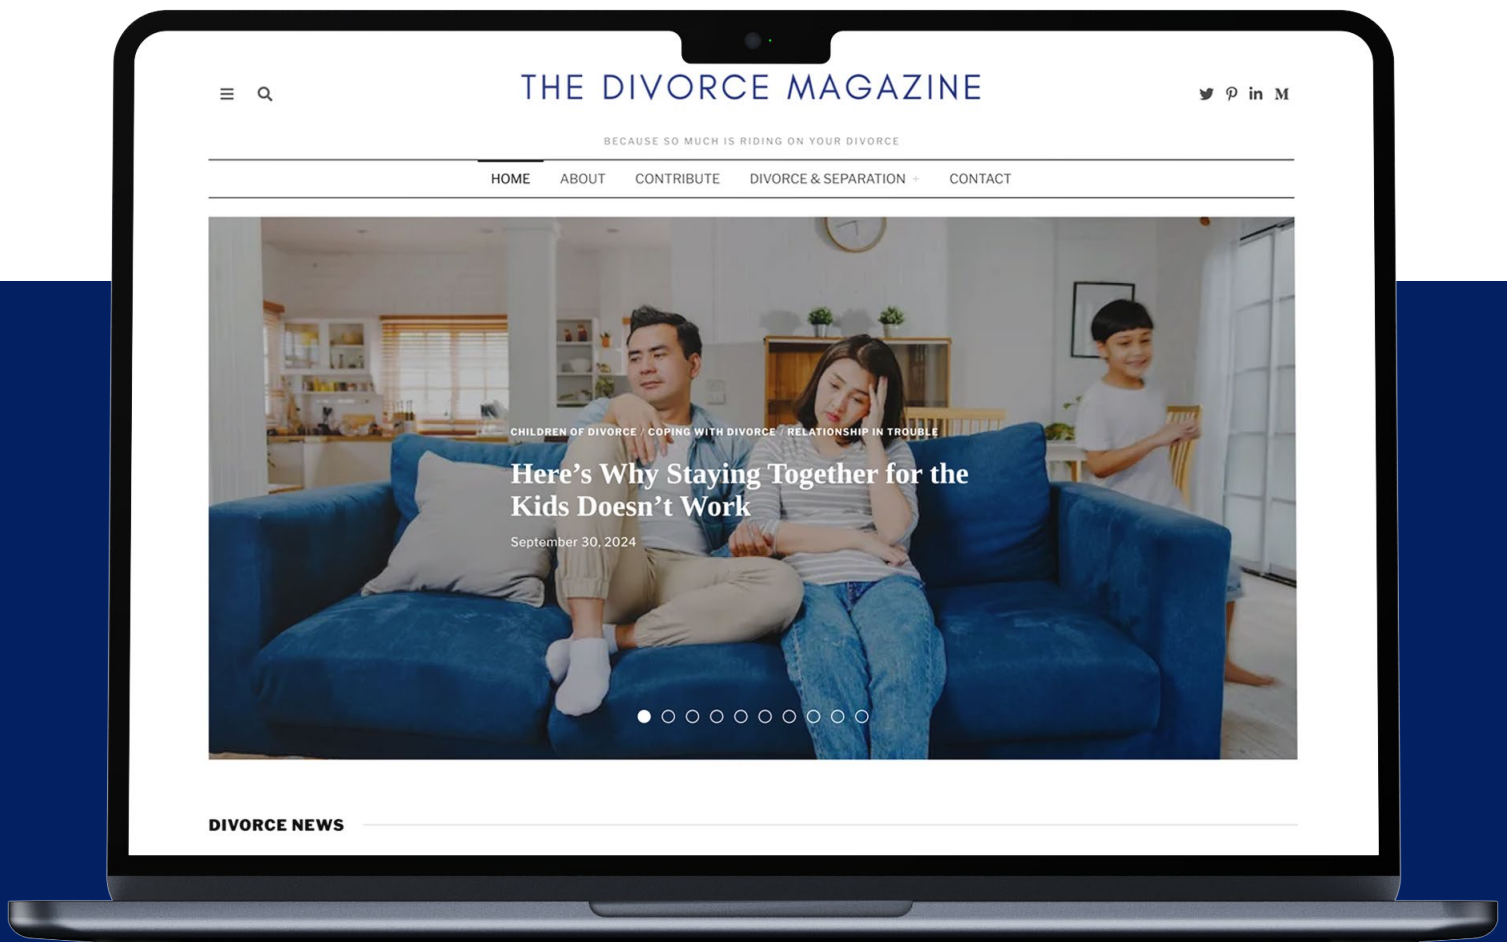 THE DIVORCE MAGAZINE
BECAUSE SO MUCH IS RIDING ON YOUR DIVORCE
HOME ABOUT CONTRIBUTE DIVORCE & SEPARATION + CONTACT
CHILDREN OF DIVORCE / COPING WITH DIVORCE / RELATIONSHIP IN TROUBLE
Here’s Why Staying Together for the
Kids Doesn’t Work
September 30, 2024
DIVORCE NEWS